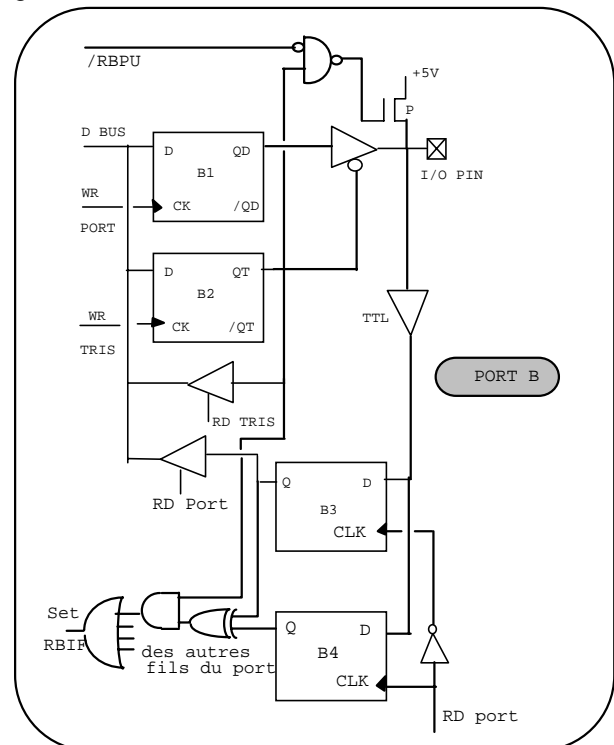 /RBPU
+5V
P
D BUS
D QD
B1
I/O PIN
WR
CK /QD
PORT
D QT
B2
TTL
WR
CK /QT
TRIS
PORT B
RD TRIS
Q D
RD Port
B3
CLK
Set
Q D
RBIF
des autres
B4
fils du port
CLK
RD port